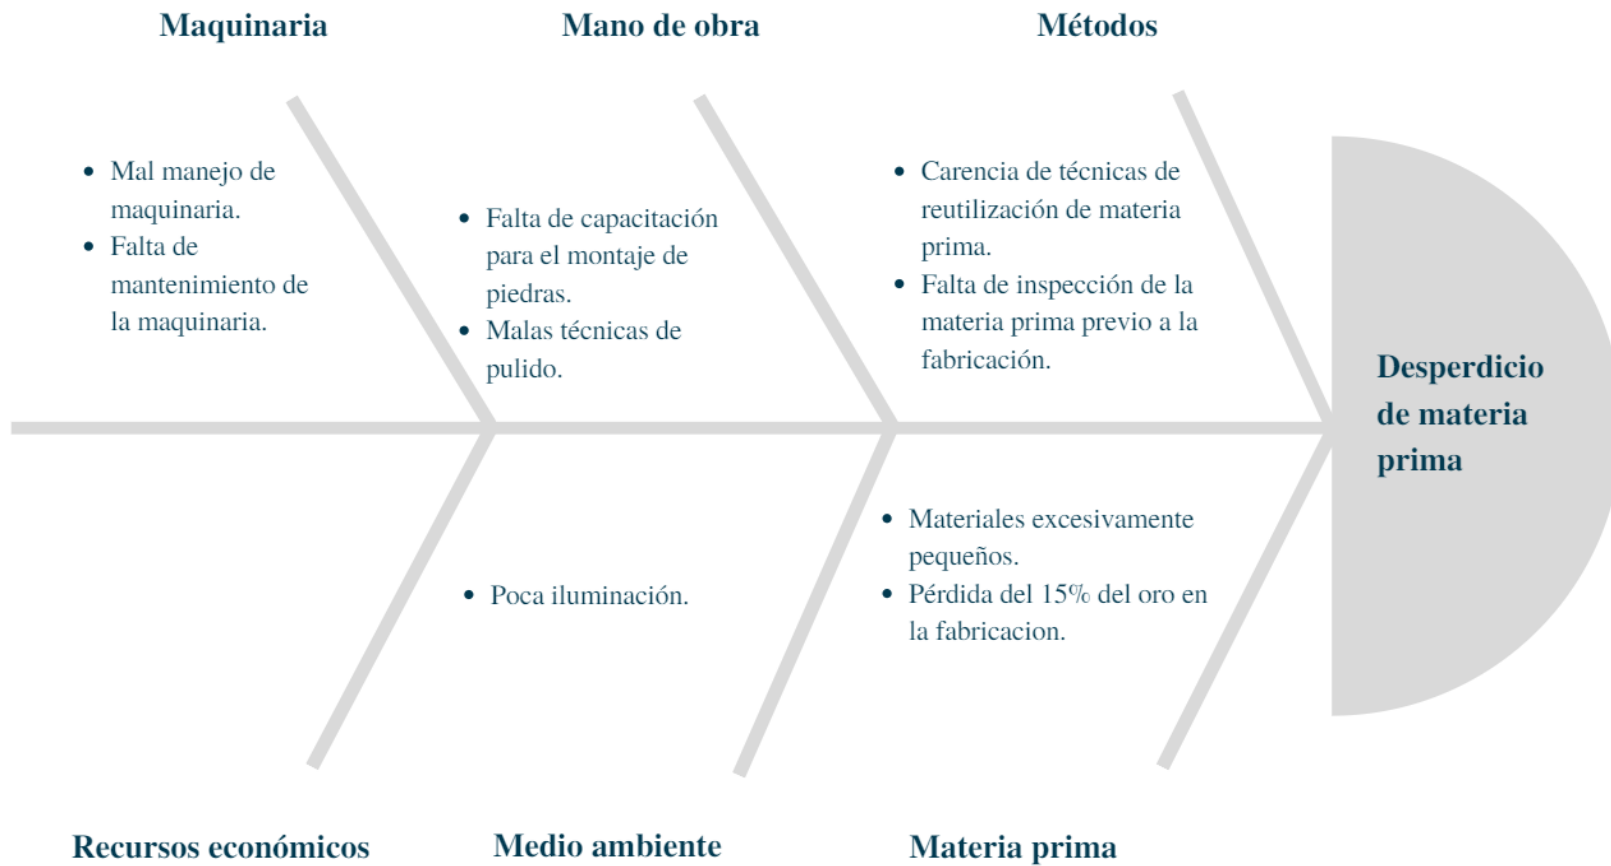 Maquinaria
Mano de obra
Métodos
• Mal manejo de
maquinaria.
• Falta de
mantenimiento de
la maquinaria.
• Falta de capacitación
para el montaje de
piedras.
• Malas técnicas de
pulido.
• Carencia de técnicas de
reutilización de materia
prima.
• Falta de inspección de la
materia prima previo a la
fabricación.
Desperdicio
de materia
prima
• Poca iluminación.
• Materiales excesivamente
pequeños.
• Pérdida del 15% del oro en
la fabricacion.
Recursos económicos
Medio ambiente
Materia prima